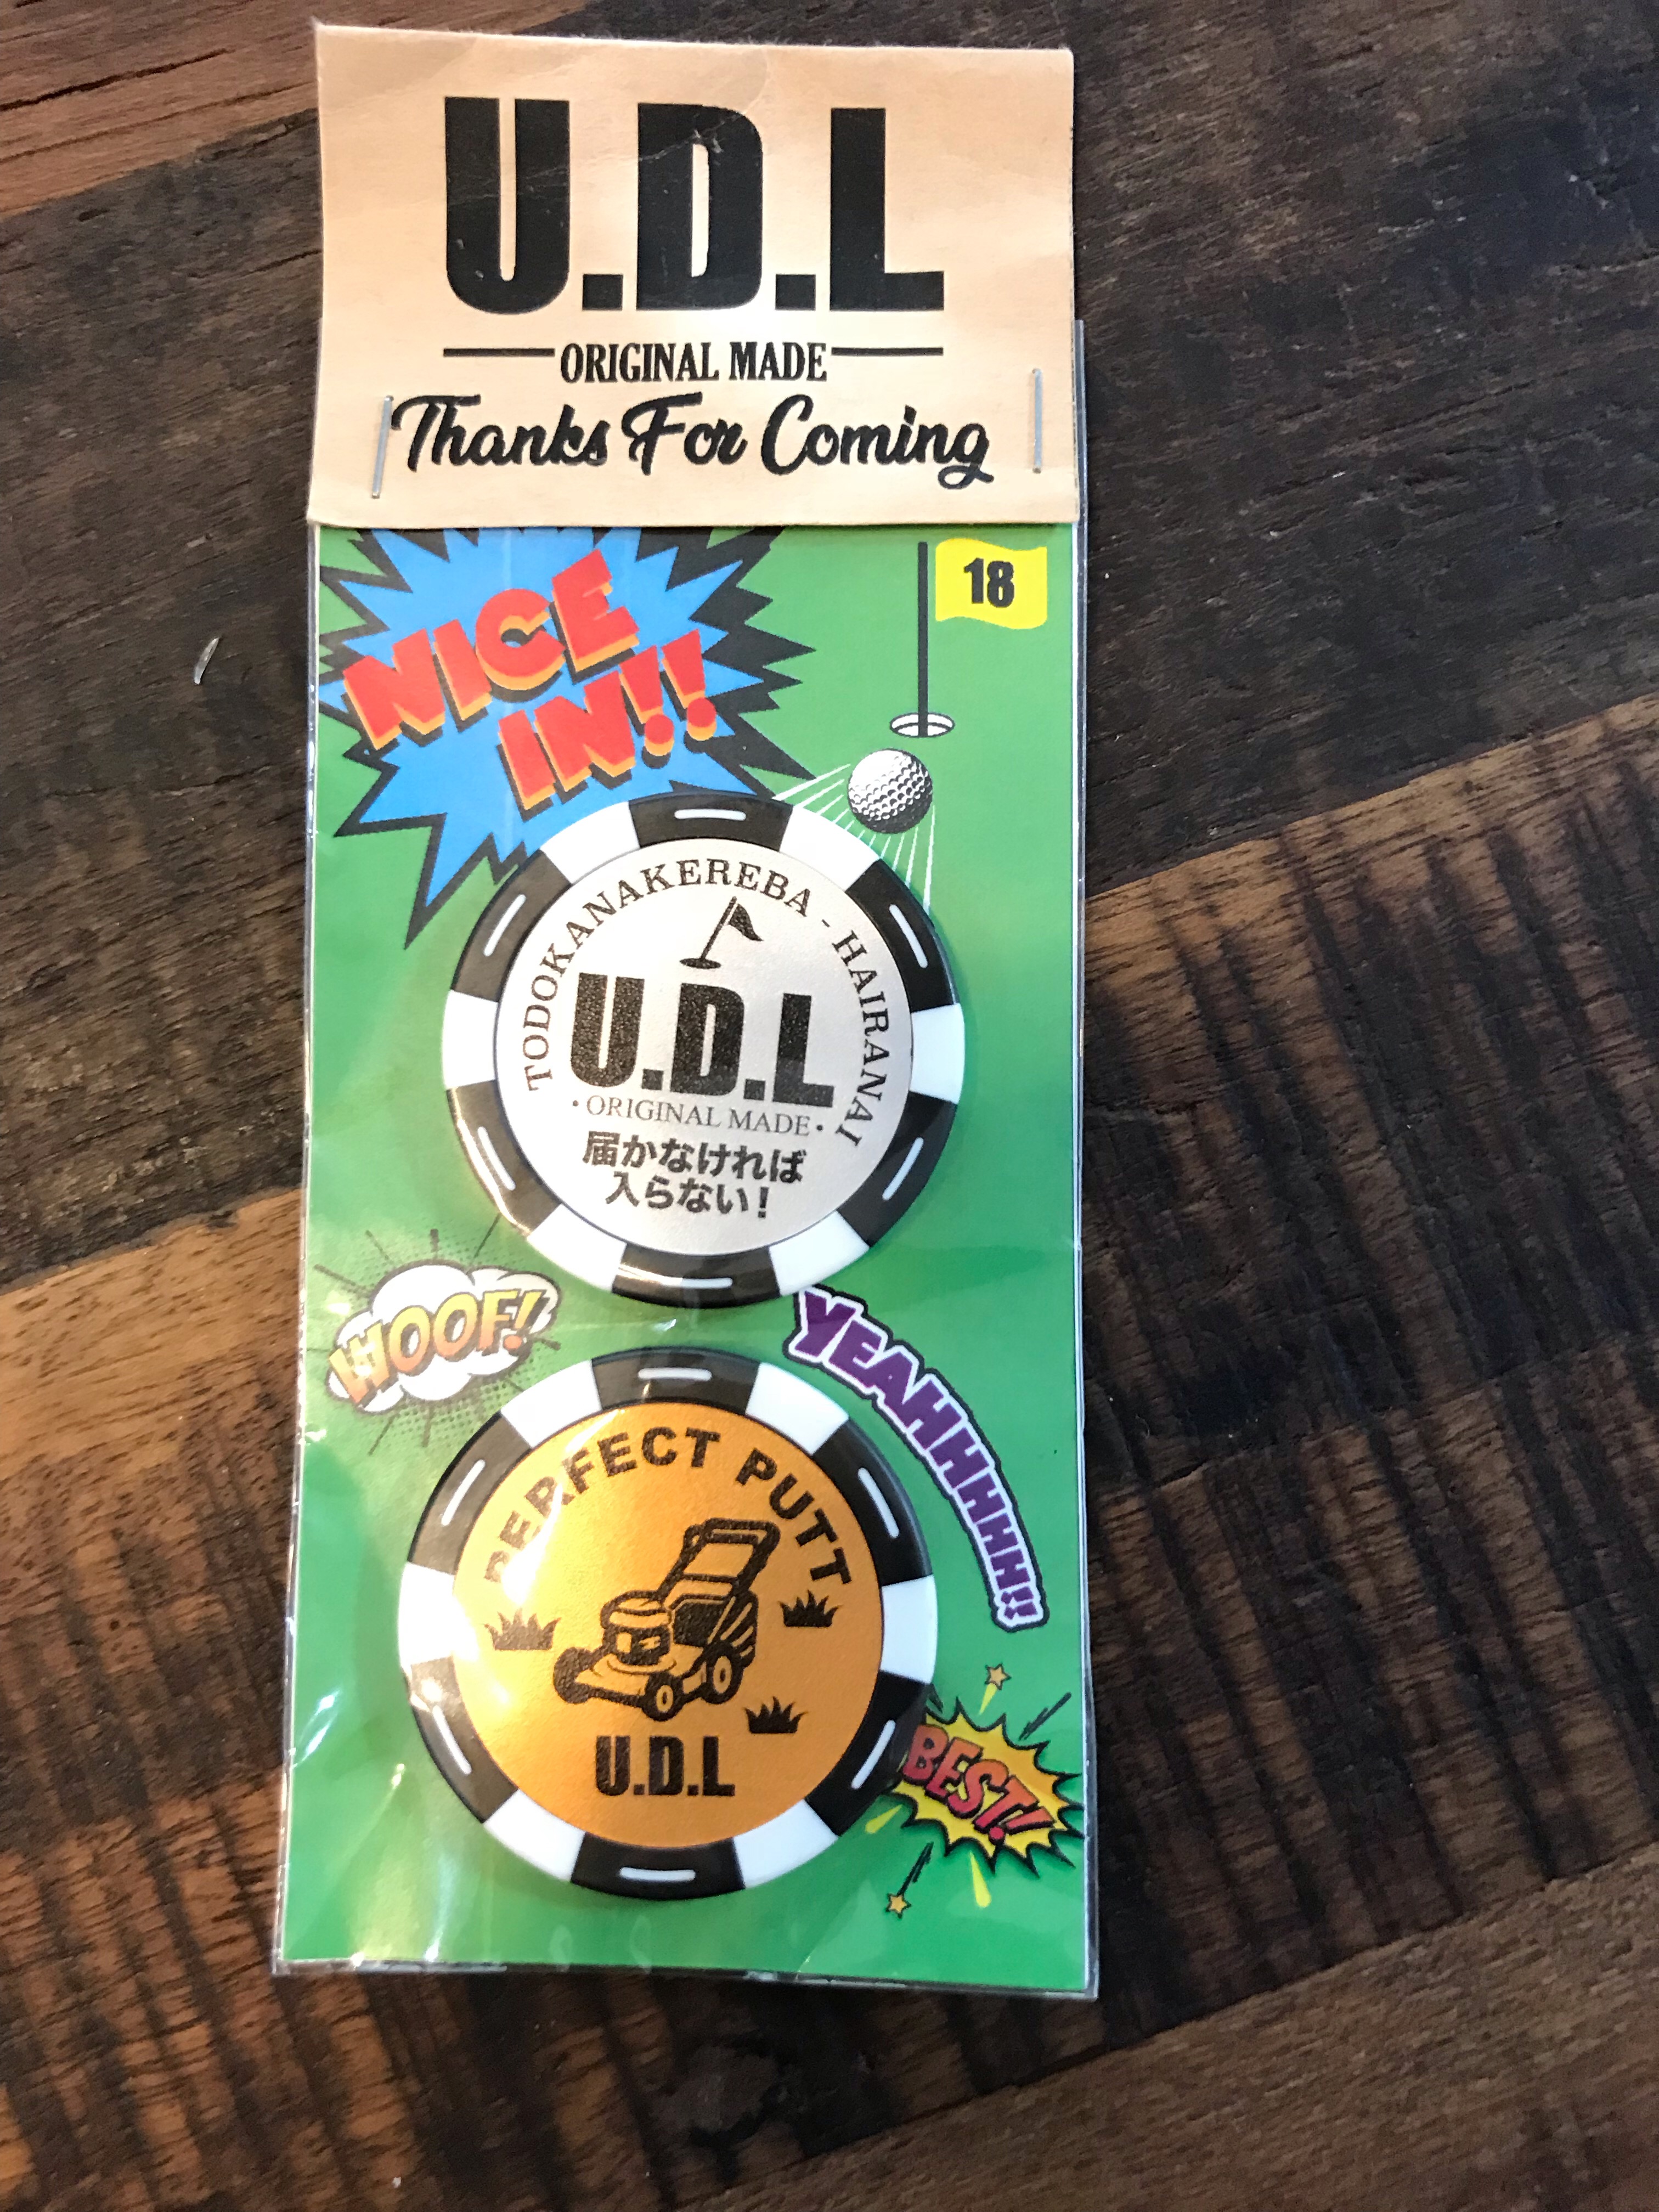 U.D.L
ORIGINAL MADE
Thanks For Coming
NICE
IN!!
18
TODOKANAKEREBA - HAIRANAI
U.D.L
・ORIGINAL MADE・
届かなければ
入らない！
WOOF!
YEAHHHHHH!!
PERFECT PUTT
U.D.L
BEST!!